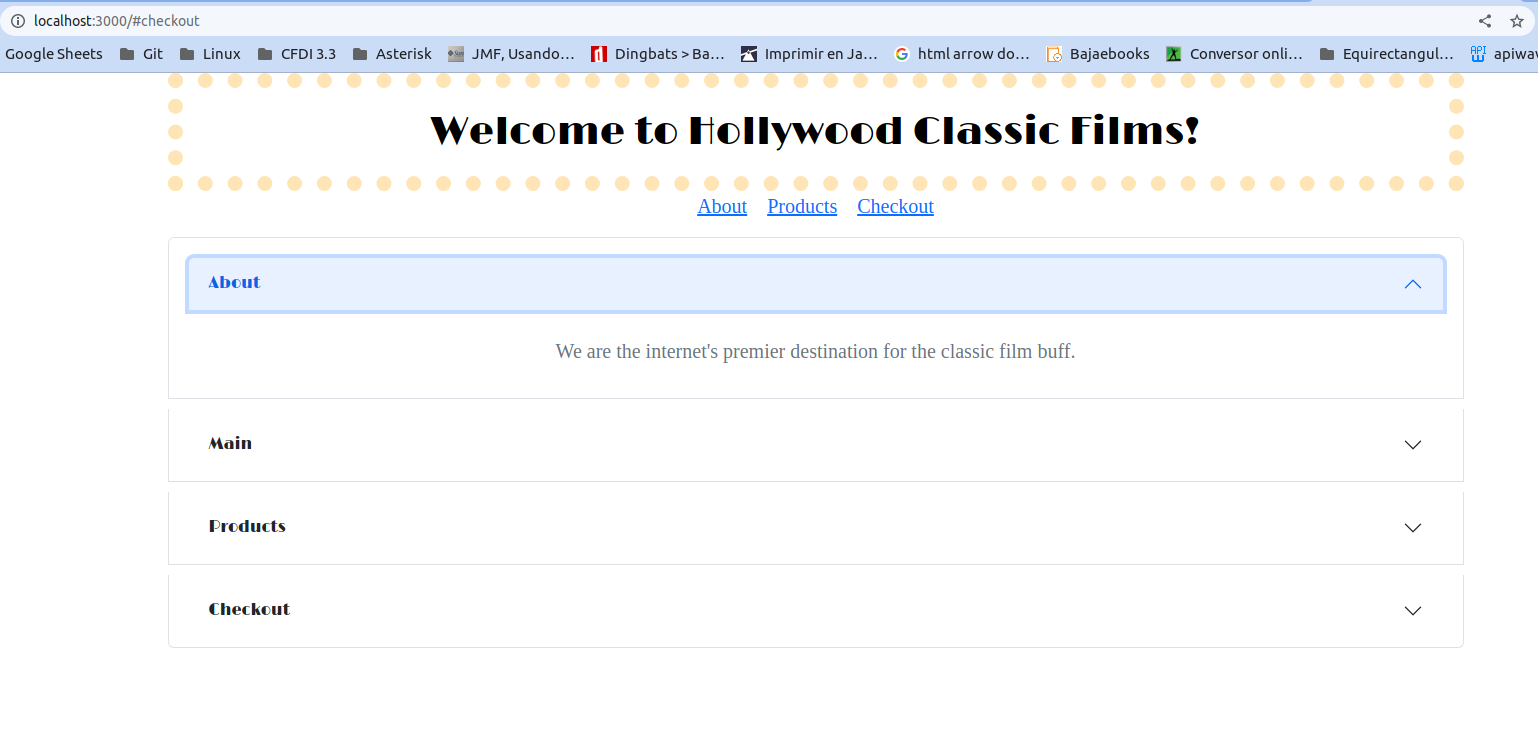 localhost:3000/#checkout
Google Sheets Git Linux CFDI 3.3 Asterisk JMF, Usando... Dingbats > Ba... Imprimir en Ja... html arrow do... Bajaebooks Conversor onli... Equirectangul... apiwav
Welcome to Hollywood Classic Films!
About Products Checkout
About
We are the internet's premier destination for the classic film buff.
Main
Products
Checkout